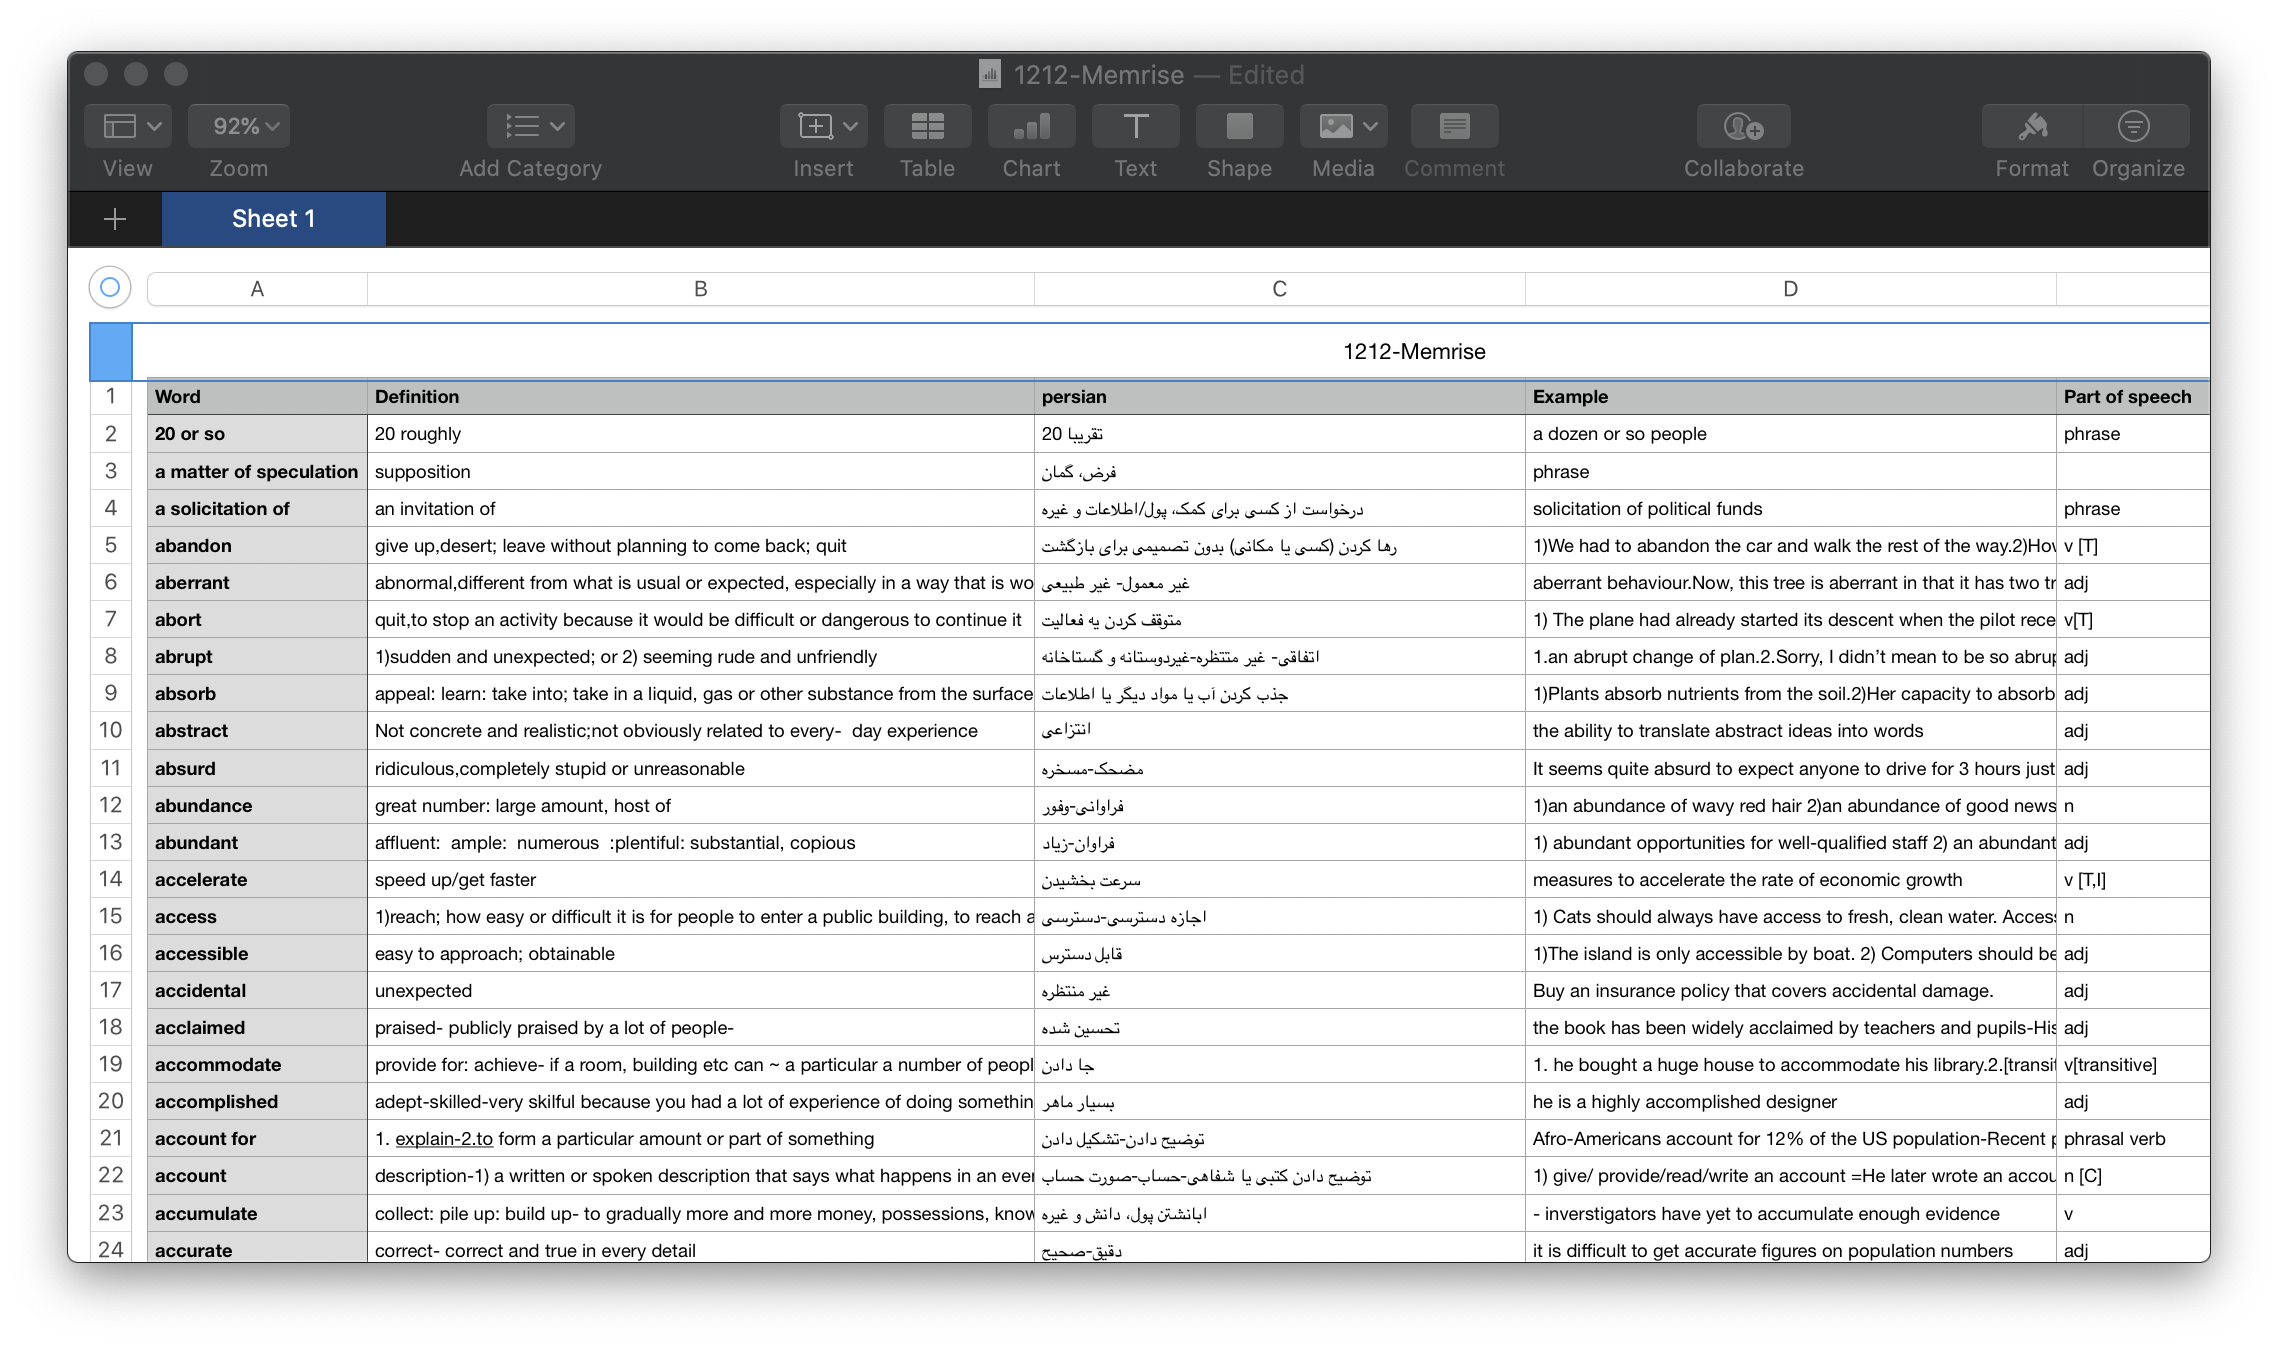 1212-Memrise — Edited
92%
View Zoom Add Category Insert Table Chart Text Shape Media Comment Collaborate Format Organize
+ Sheet 1
A B C D
1212-Memrise
1 Word Definition persian Example Part of speech
2 20 or so 20 roughly تقریبا 20 a dozen or so people phrase
3 a matter of speculation supposition فرض، گمان phrase
4 a solicitation of an invitation of درخواست از کسی برای کمک، پول/اطلاعات و غیره solicitation of political funds phrase
5 abandon give up,desert; leave without planning to come back; quit رها کردن (کسی یا مکانی) بدون تصمیمی برای بازگشت 1)We had to abandon the car and walk the rest of the way.2)How v [T]
6 aberrant abnormal,different from what is usual or expected, especially in a way that is wo غیر معمول- غیر طبیعی aberrant behaviour.Now, this tree is aberrant in that it has two tr adj
7 abort quit,to stop an activity because it would be difficult or dangerous to continue it متوقف کردن یه فعالیت 1) The plane had already started its descent when the pilot rece v[T]
8 abrupt 1)sudden and unexpected; or 2) seeming rude and unfriendly اتفاقی- غیر متتظره-غیردوستانه و گستاخانه 1.an abrupt change of plan.2.Sorry, I didn’t mean to be so abrup adj
9 absorb appeal: learn: take into; take in a liquid, gas or other substance from the surface جذب کردن آب یا مواد دیگر یا اطلاعات 1)Plants absorb nutrients from the soil.2)Her capacity to absorb adj
10 abstract Not concrete and realistic;not obviously related to every-  day experience انتزاعی the ability to translate abstract ideas into words adj
11 absurd ridiculous,completely stupid or unreasonable مضحک-مسخره It seems quite absurd to expect anyone to drive for 3 hours just adj
12 abundance great number: large amount, host of فراوانی-وفور 1)an abundance of wavy red hair 2)an abundance of good news n
13 abundant affluent:  ample:  numerous  :plentiful: substantial, copious فراوان-زیاد 1) abundant opportunities for well-qualified staff 2) an abundant adj
14 accelerate speed up/get faster سرعت بخشیدن measures to accelerate the rate of economic growth v [T,I]
15 access 1)reach; how easy or difficult it is for people to enter a public building, to reach a اجازه دسترسی-دسترسی 1) Cats should always have access to fresh, clean water. Access n
16 accessible easy to approach; obtainable قابل دسترس 1)The island is only accessible by boat. 2) Computers should be adj
17 accidental unexpected غیر منتظره Buy an insurance policy that covers accidental damage. adj
18 acclaimed praised- publicly praised by a lot of people- تحسین شده the book has been widely acclaimed by teachers and pupils-His adj
19 accommodate provide for: achieve- if a room, building etc can ~ a particular a number of peopl جا دادن 1. he bought a huge house to accommodate his library.2.[transit v[transitive]
20 accomplished adept-skilled-very skilful because you had a lot of experience of doing somethin بسیار ماهر he is a highly accomplished designer adj
21 account for 1. explain-2.to form a particular amount or part of something توضیح دادن-تشکیل دادن Afro-Americans account for 12% of the US population-Recent p phrasal verb
22 account description-1) a written or spoken description that says what happens in an eve توضیح دادن کتبی یا شفاهی-حساب-صورت حساب 1) give/ provide/read/write an account =He later wrote an accou n [C]
23 accumulate collect: pile up: build up- to gradually more and more money, possessions, know ابانشتن پول، دانش و غیره - inverstigators have yet to accumulate enough evidence v
24 accurate correct- correct and true in every detail دقیق-صحیح it is difficult to get accurate figures on population numbers adj